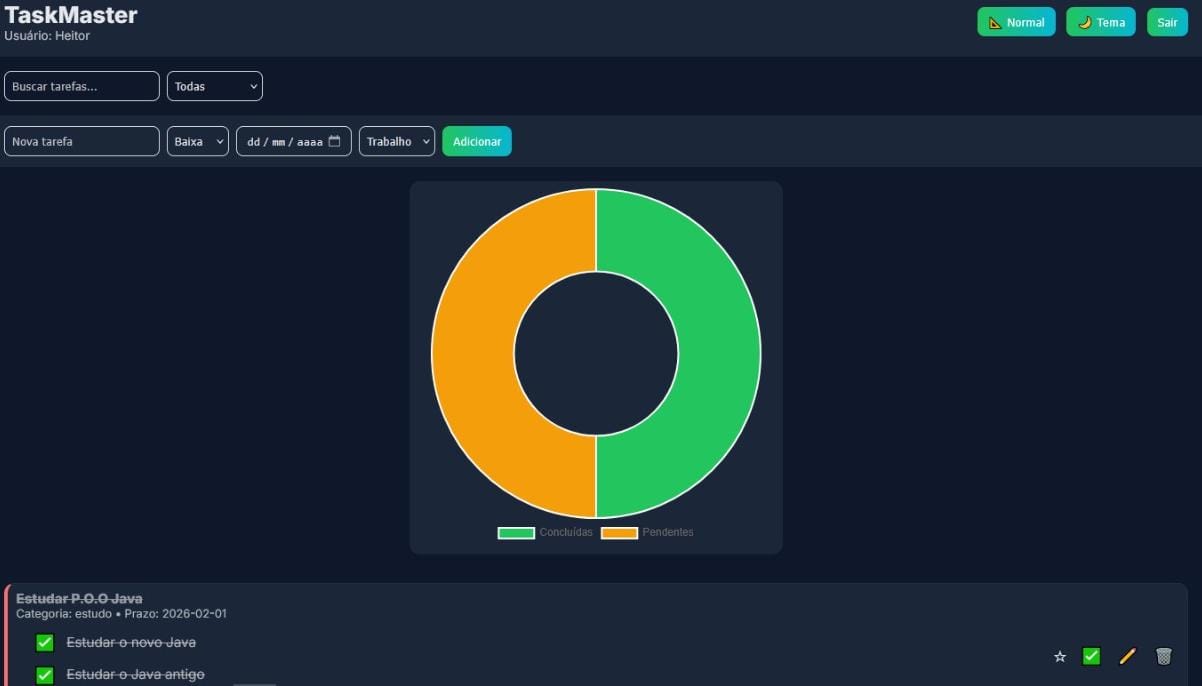 TaskMaster
Usuário: Heitor
Normal
Tema
Sair
Buscar tarefas...
Todas
Nova tarefa
Baixa
dd / mm / aaaa
Trabalho
Adicionar
Concluídas
Pendentes
Estudar P.O.O Java
Categoria: estudo • Prazo: 2026-02-01
Estudar o novo Java
Estudar o Java antigo